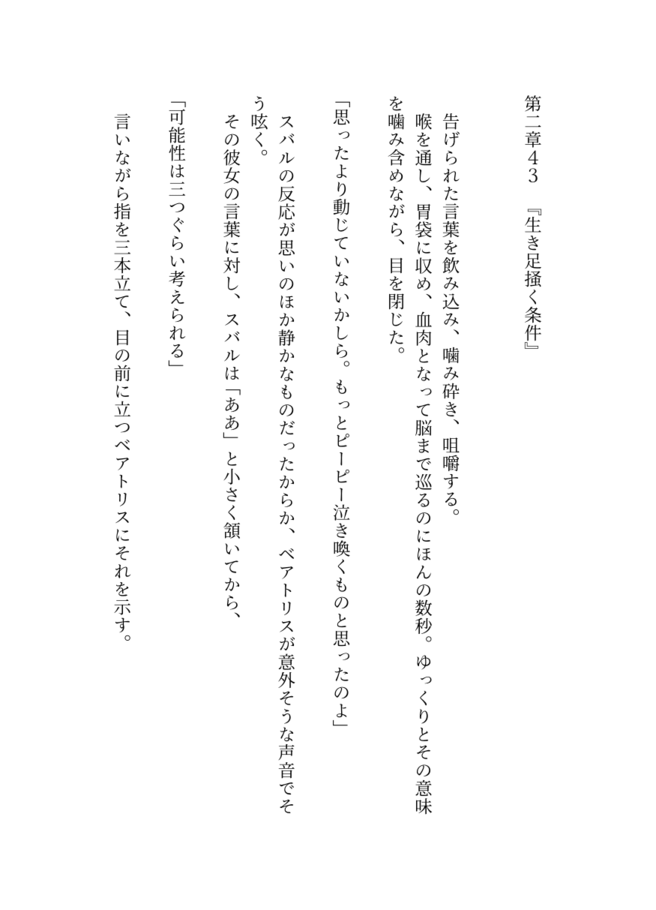 第二章４３　『生き足掻く条件』
告げられた言葉を飲み込み、噛み砕き、咀嚼する。
喉を通し、胃袋に収め、血肉となって脳まで巡るのにほんの数秒。ゆっくりとその意味
を噛み含めながら、目を閉じた。
「思ったより動じていないかしら。もっとピーピー泣き喚くものと思ったのよ」
スバルの反応が思いのほか静かなものだったからか、ベアトリスが意外そうな声音でそ
う呟く。
その彼女の言葉に対し、スバルは「ああ」と小さく頷いてから、
「可能性は三つぐらい考えられる」
言いながら指を三本立て、目の前に立つベアトリスにそれを示す。